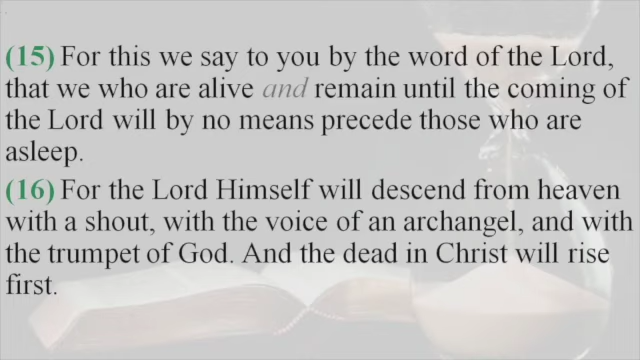 (15) For this we say to you by the word of the Lord,
that we who are alive and remain until the coming of
the Lord will by no means precede those who are
asleep.
(16) For the Lord Himself will descend from heaven
with a shout, with the voice of an archangel, and with
the trumpet of God. And the dead in Christ will rise
first.